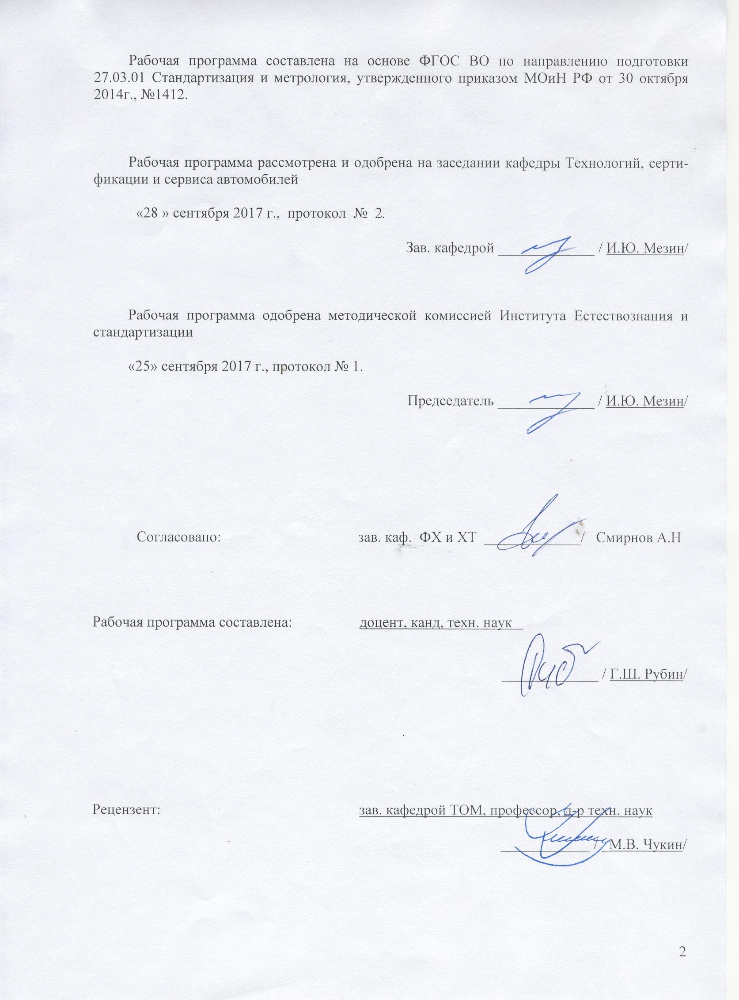 Рабочая программа составлена на основе ФГОС ВО по направлению подготовки
27.03.01 Стандартизация и метрология, утвержденного приказом МОиН РФ от 30 октября
2014г., №1412.
Рабочая программа рассмотрена и одобрена на заседании кафедры Технологий, серти-
фикации и сервиса автомобилей
«28 » сентября 2017 г., протокол № 2.
Зав. кафедрой _____________ / И.Ю. Мезин/
Рабочая программа одобрена методической комиссией Института Естествознания и
стандартизации
«25» сентября 2017 г., протокол № 1.
Председатель _____________ / И.Ю. Мезин/
Согласовано: зав. каф. ФХ и ХТ _____________/ Смирнов А.Н
Рабочая программа составлена: доцент, канд, техн. наук
_____________ / Г.Ш. Рубин/
Рецензент: зав. кафедрой ТОМ, профессор, д-р техн. наук
____________ / _М.В. Чукин/
2